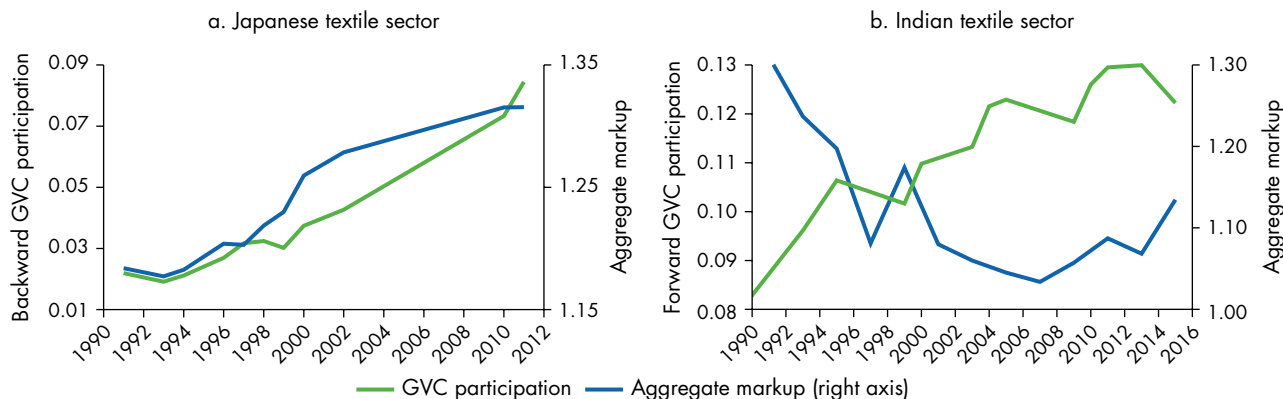 a. Japanese textile sector
Backward GVC participation
0.09
0.07
0.05
0.03
0.01
1.35
1.25
1.15
Aggregate markup
1990 1992 1994 1996 1998 2000 2002 2004 2006 2008 2010 2012
b. Indian textile sector
Forward GVC participation
0.13
0.12
0.11
0.10
0.09
0.08
1.30
1.20
1.10
1.00
Aggregate markup
1990 1992 1994 1996 1998 2000 2002 2004 2006 2008 2010 2012 2014 2016
GVC participation Aggregate markup (right axis)